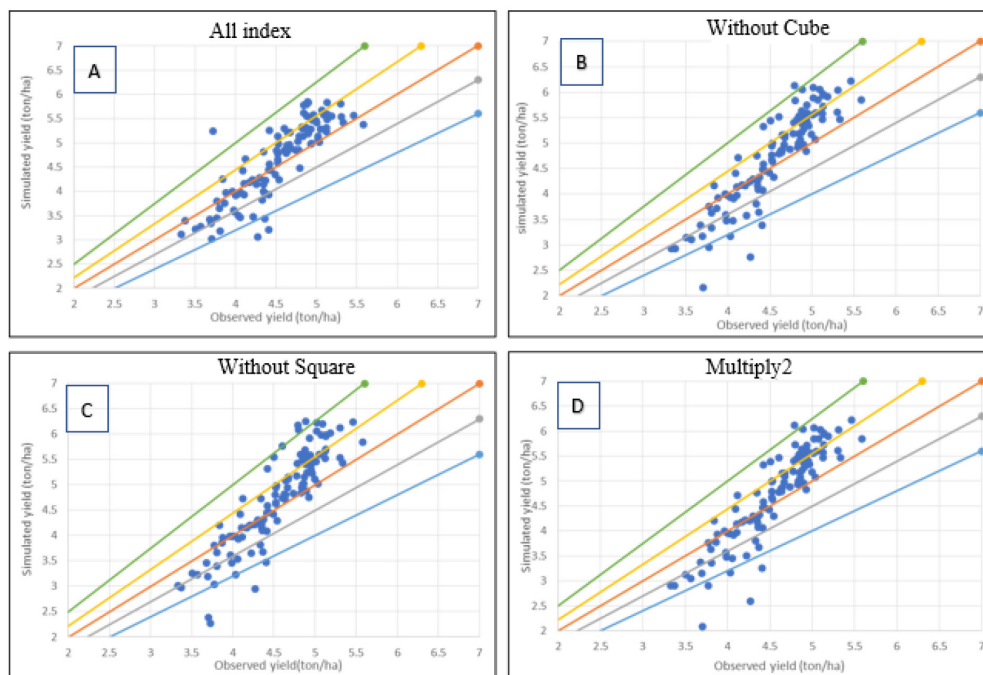 All index
A
Simulated yield (ton/ha)
7
6.5
6
5.5
5
4.5
4
3.5
3
2.5
2
2 2.5 3 3.5 4 4.5 5 5.5 6 6.5 7
Observed yield (ton/ha)
Without Cube
B
simulated yield (ton/ha)
7
6.5
6
5.5
5
4.5
4
3.5
3
2.5
2
2 2.5 3 3.5 4 4.5 5 5.5 6 6.5 7
Observed yield (ton/ha)
Without Square
C
Simulated yield (ton/ha)
7
6.5
6
5.5
5
4.5
4
3.5
3
2.5
2
2 2.5 3 3.5 4 4.5 5 5.5 6 6.5 7
Observed yield(ton/ha)
Multiply2
D
Simulated yield (ton/ha)
7
6.5
6
5.5
5
4.5
4
3.5
3
2.5
2
2 2.5 3 3.5 4 4.5 5 5.5 6 6.5 7
Observed yield (ton/ha)